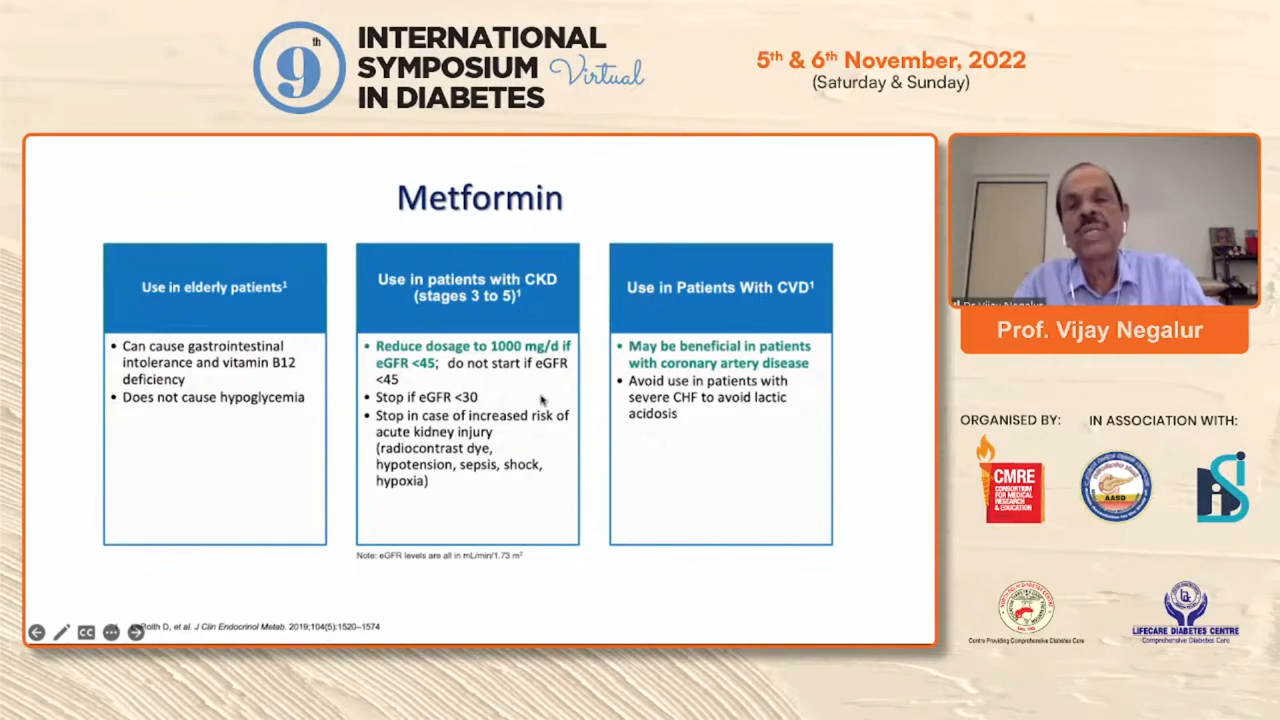 9th
INTERNATIONAL
SYMPOSIUM Virtual
IN DIABETES
5th & 6th November, 2022
(Saturday & Sunday)
Metformin
Use in elderly patients1
• Can cause gastrointestinal
intolerance and vitamin B12
deficiency
• Does not cause hypoglycemia
Use in patients with CKD
(stages 3 to 5)1
• Reduce dosage to 1000 mg/d if
eGFR <45; do not start if eGFR
<45
• Stop if eGFR <30
• Stop in case of increased risk of
acute kidney injury
(radiocontrast dye,
hypotension, sepsis, shock,
hypoxia)
Note: eGFR levels are all in mL/min/1.73 m2
Use in Patients With CVD1
• May be beneficial in patients
with coronary artery disease
• Avoid use in patients with
severe CHF to avoid lactic
acidosis
D, et al. J Clin Endocrinol Metab. 2019;104(5):1520–1574
CC
Dr Vijay Negalur
Prof. Vijay Negalur
ORGANISED BY:
IN ASSOCIATION WITH:
CMRE
CONSORTIUM
FOR MEDICAL
RESEARCH
& EDUCATION
AASD
iSi
Centre Providing Comprehensive Diabetes Care
LIFECARE DIABETES CENTRE
Comprehensive Diabetes Care